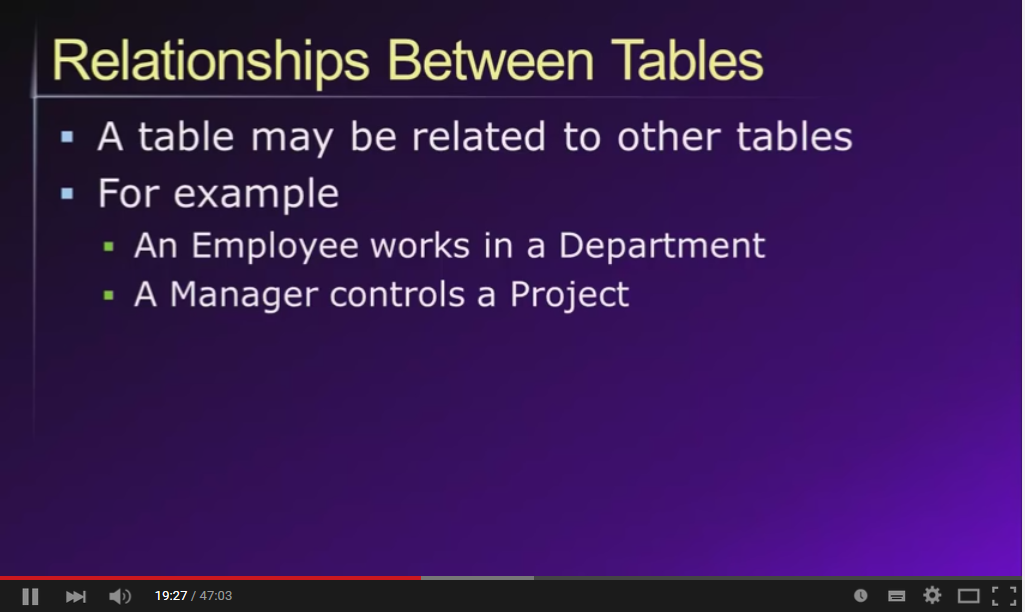 Relationships Between Tables
A table may be related to other tables
For example
An Employee works in a Department
A Manager controls a Project
19:27 / 47:03